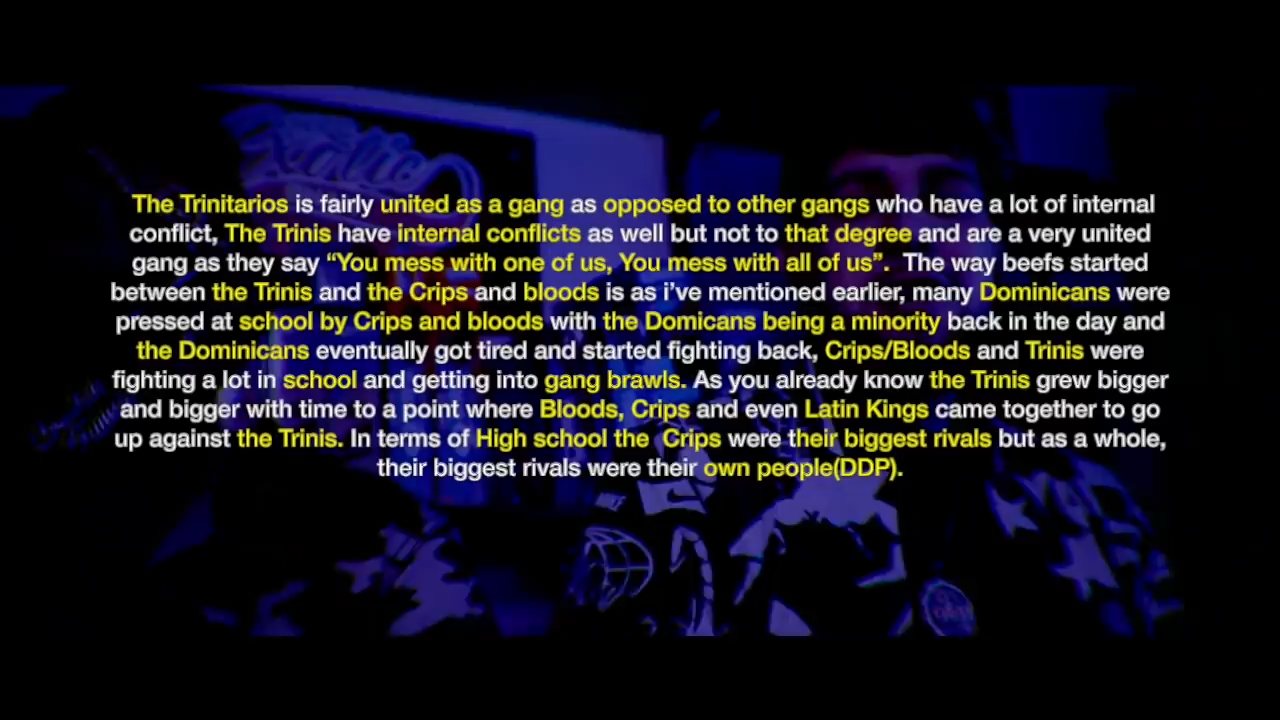 Exotic
The Trinitarios is fairly united as a gang as opposed to other gangs who have a lot of internal
conflict, The Trinis have internal conflicts as well but not to that degree and are a very united
gang as they say “You mess with one of us, You mess with all of us”. The way beefs started
between the Trinis and the Crips and bloods is as i’ve mentioned earlier, many Dominicans were
pressed at school by Crips and bloods with the Domicans being a minority back in the day and
the Dominicans eventually got tired and started fighting back, Crips/Bloods and Trinis were
fighting a lot in school and getting into gang brawls. As you already know the Trinis grew bigger
and bigger with time to a point where Bloods, Crips and even Latin Kings came together to go
up against the Trinis. In terms of High school the Crips were their biggest rivals but as a whole,
their biggest rivals were their own people(DDP).